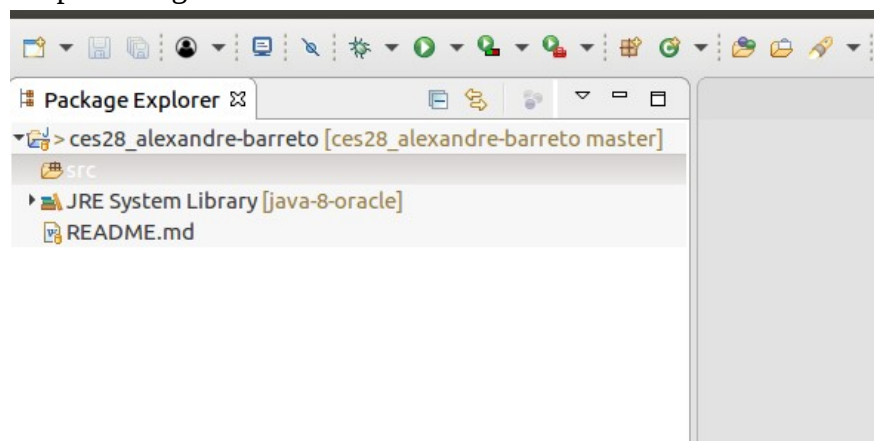 Package Explorer
> ces28_alexandre-barreto [ces28_alexandre-barreto master]
src
JRE System Library [java-8-oracle]
README.md